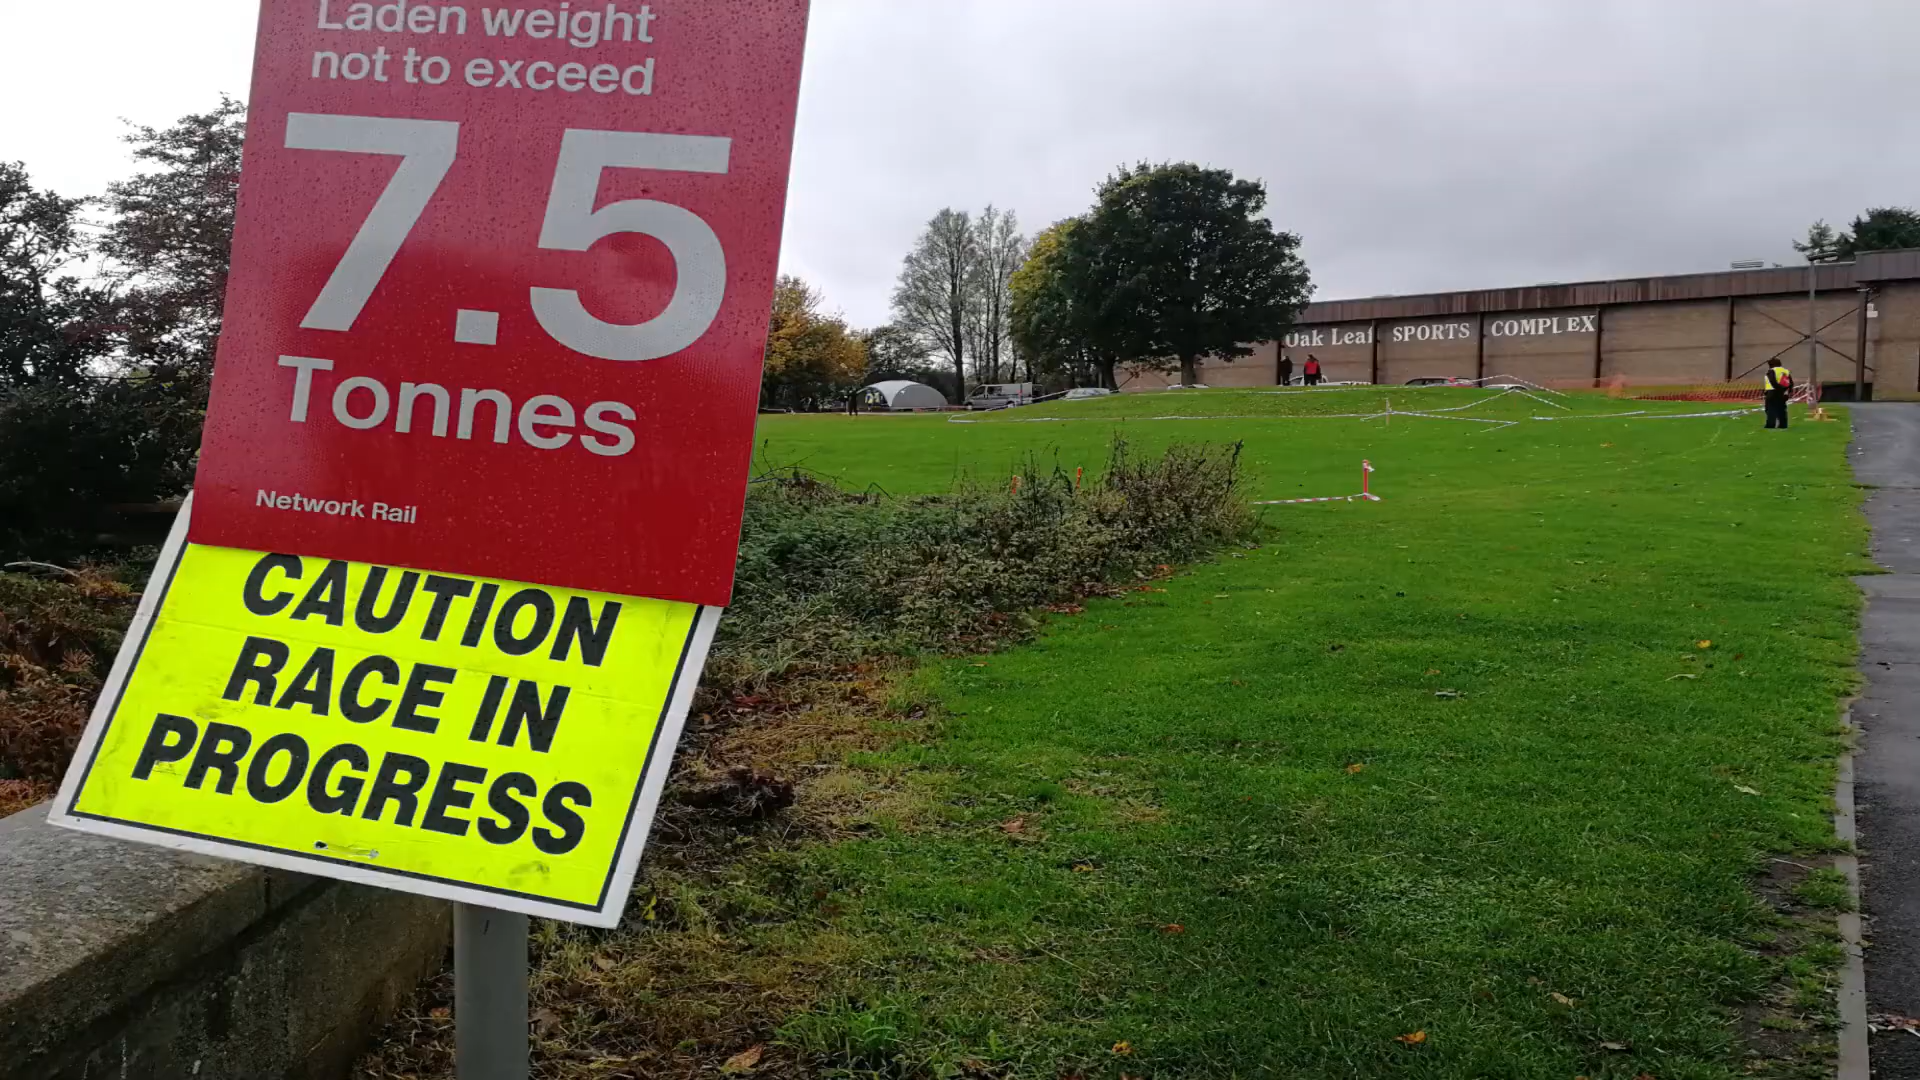 Laden weight
not to exceed
7.5
Tonnes
Network Rail
CAUTION
RACE IN
PROGRESS
Oak Leaf SPORTS COMPLEX